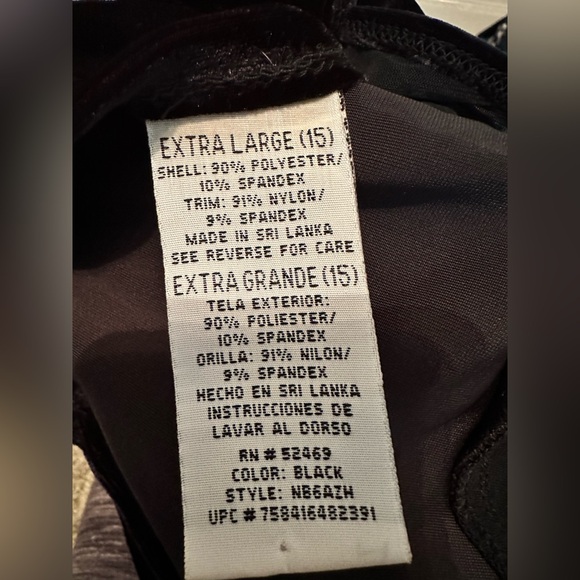 EXTRA LARGE (15)
SHELL: 90% POLYESTER/
10% SPANDEX
TRIM: 91% NYLON/
9% SPANDEX
MADE IN SRI LANKA
SEE REVERSE FOR CARE
EXTRA GRANDE (15)
TELA EXTERIOR:
90% POLIESTER/
10% SPANDEX
ORILLA: 91% NILON/
9% SPANDEX
HECHO EN SRI LANKA
INSTRUCCIONES DE
LAVAR AL DORSO
RN # 52469
COLOR: BLACK
STYLE: NB6AZH
UPC # 758416482391